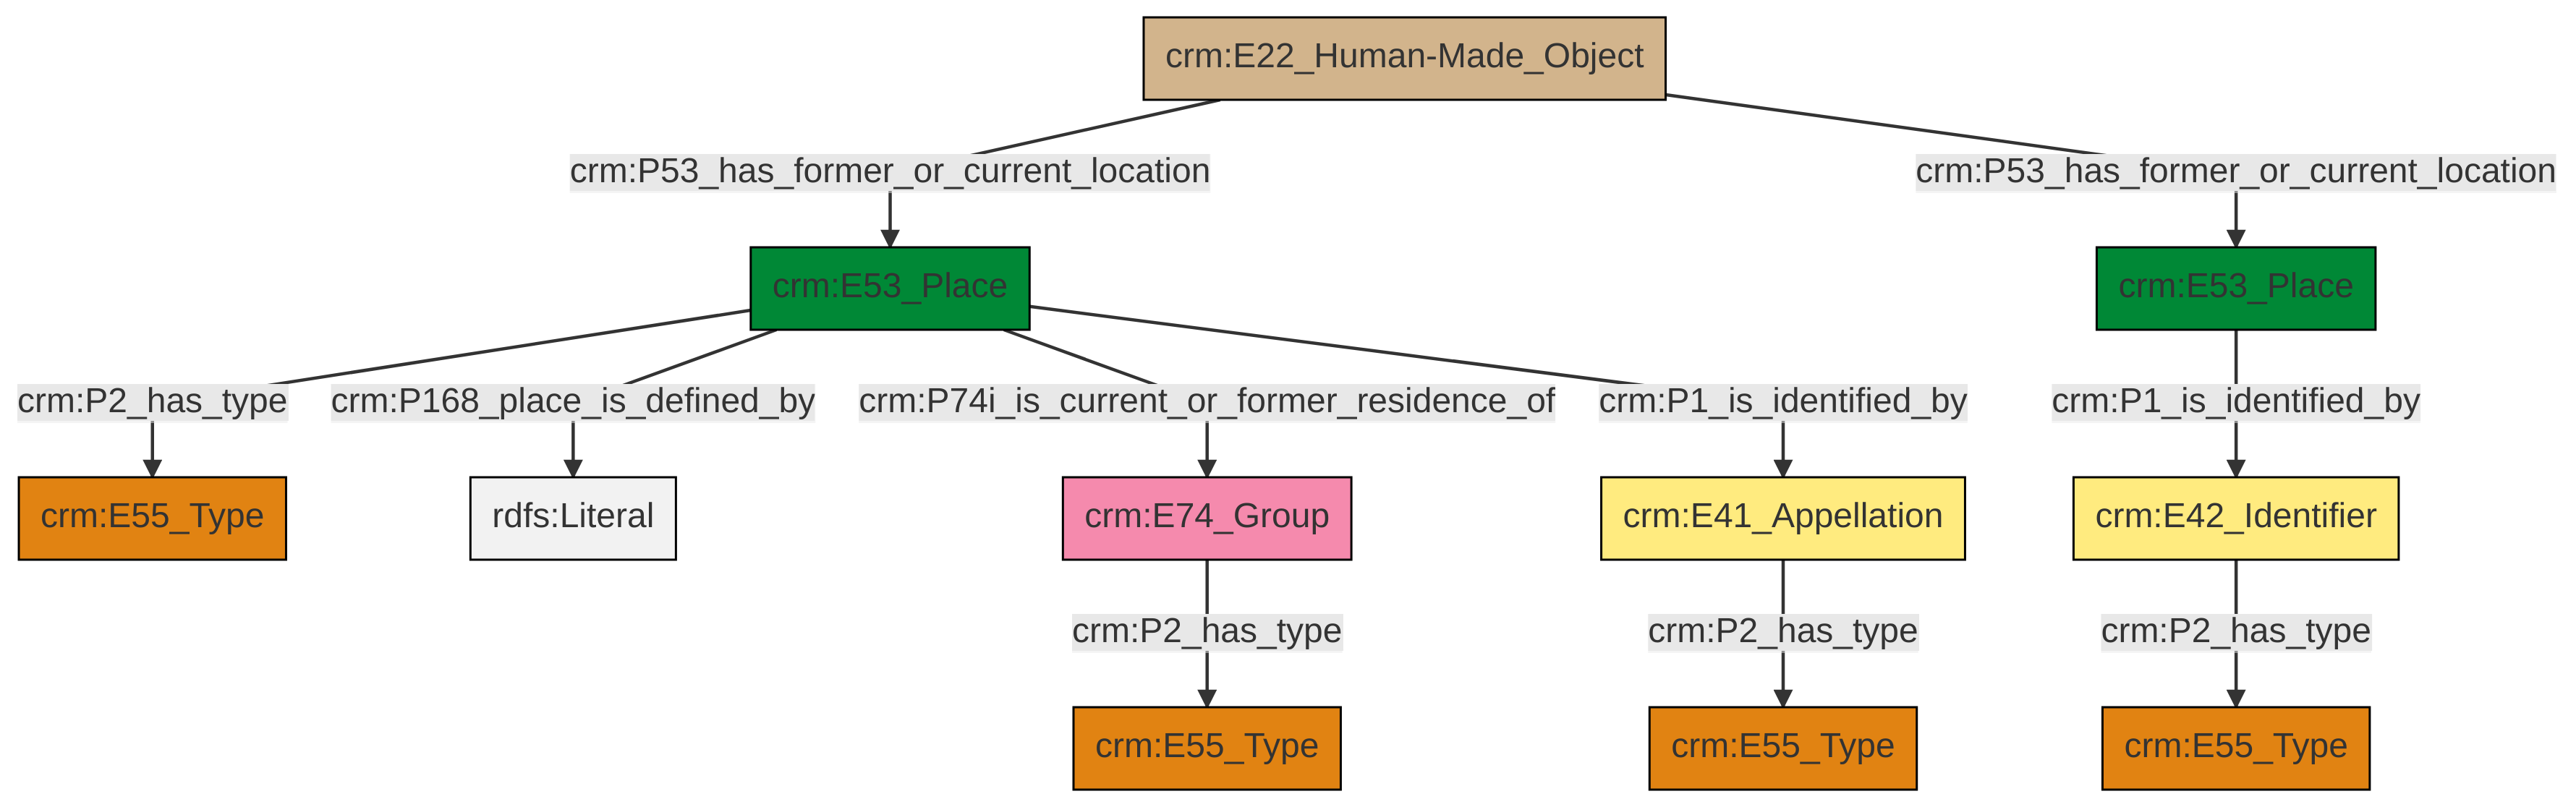 crm:E22_Human-Made_Object
crm:P53_has_former_or_current_location
crm:P53_has_former_or_current_location
crm:E53_Place
crm:E53_Place
crm:P2_has_type
crm:P168_place_is_defined_by
crm:P74i_is_current_or_former_residence_of
crm:P1_is_identified_by
crm:P1_is_identified_by
crm:E55_Type
rdfs:Literal
crm:E74_Group
crm:E41_Appellation
crm:E42_Identifier
crm:P2_has_type
crm:P2_has_type
crm:P2_has_type
crm:E55_Type
crm:E55_Type
crm:E55_Type